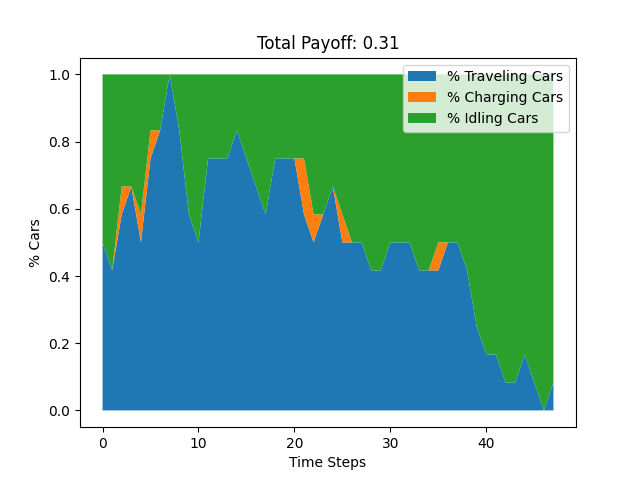 Total Payoff: 0.31
% Traveling Cars
% Charging Cars
% Idling Cars
1.0
0.8
0.6
0.4
0.2
0.0
% Cars
0
10
20
30
40
Time Steps